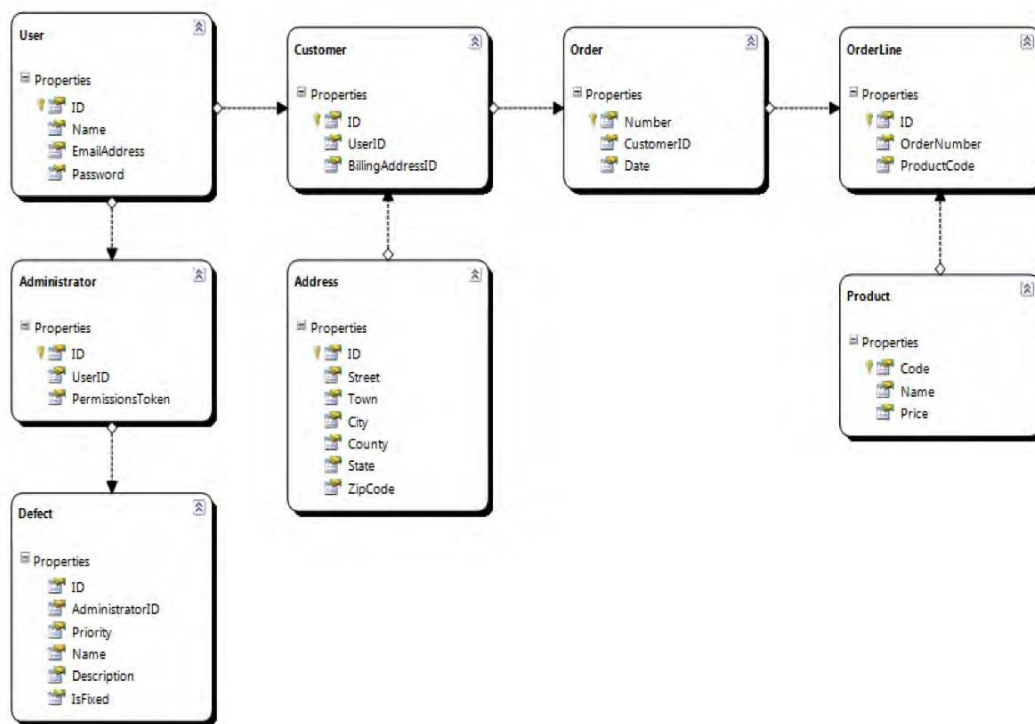 User
Properties
ID
Name
EmailAddress
Password
Customer
Properties
ID
UserID
BillingAddressID
Order
Properties
Number
CustomerID
Date
OrderLine
Properties
ID
OrderNumber
ProductCode
Administrator
Properties
ID
UserID
PermissionsToken
Address
Properties
ID
Street
Town
City
County
State
ZipCode
Product
Properties
Code
Name
Price
Defect
Properties
ID
AdministratorID
Priority
Name
Description
IsFixed